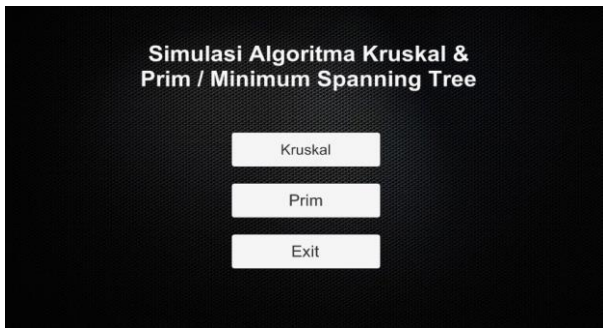 Simulasi Algoritma Kruskal &
Prim / Minimum Spanning Tree
Kruskal
Prim
Exit